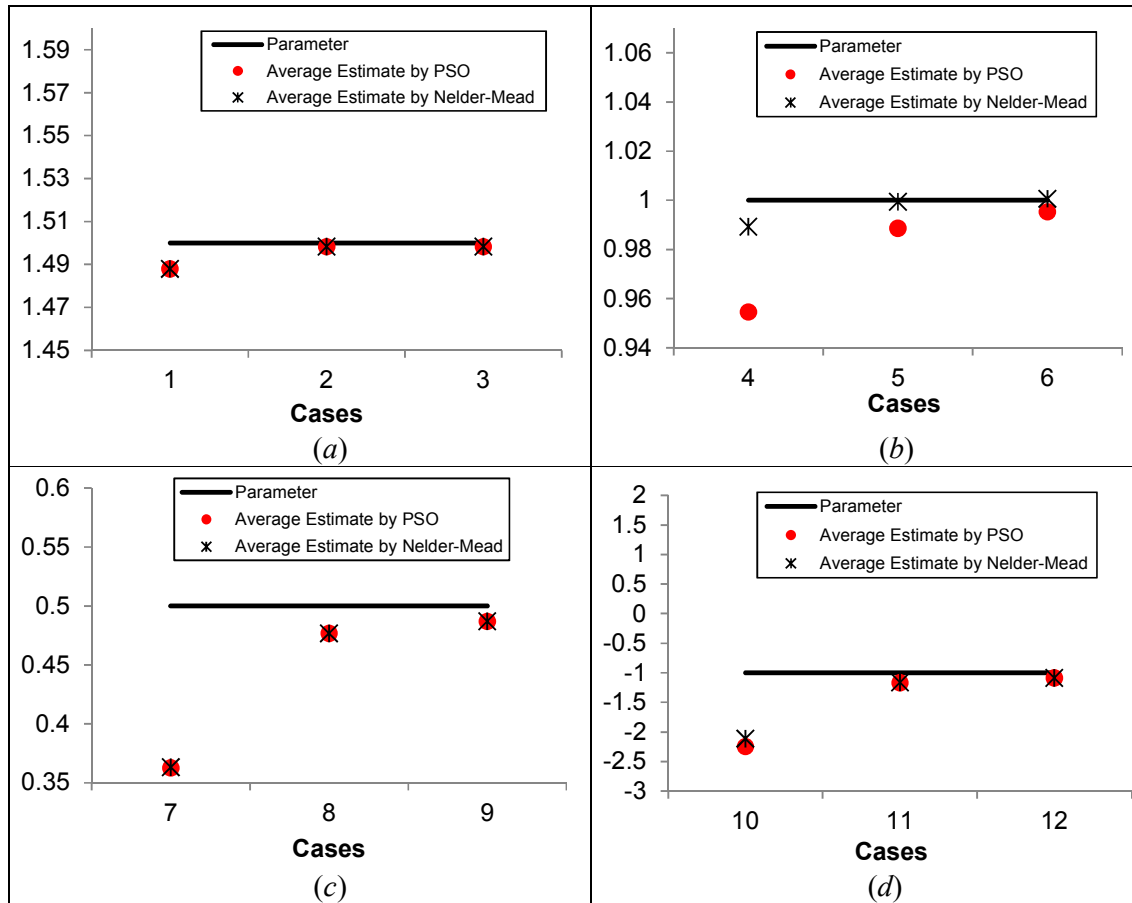 1.59
1.57
1.55
1.53
1.51
1.49
1.47
1.45
Parameter
Average Estimate by PSO
Average Estimate by Nelder-Mead
1 2 3
Cases
(a)
1.06
1.04
1.02
1
0.98
0.96
0.94
Parameter
Average Estimate by PSO
Average Estimate by Nelder-Mead
4 5 6
Cases
(b)
0.6
0.55
0.5
0.45
0.4
0.35
Parameter
Average Estimate by PSO
Average Estimate by Nelder-Mead
7 8 9
Cases
(c)
2
1.5
1
0.5
0
-0.5
-1
-1.5
-2
-2.5
-3
Parameter
Average Estimate by PSO
Average Estimate by Nelder-Mead
10 11 12
Cases
(d)